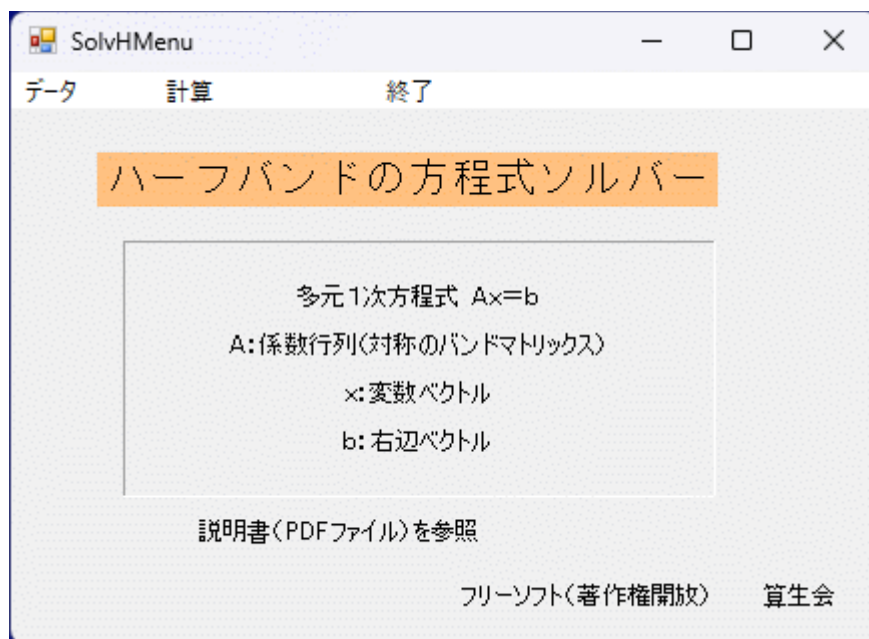 SolvHMenu
データ 計算 終了
ハーフバンドの方程式ソルバー
多元1次方程式 Ax=b
A:係数行列(対称のバンドマトリックス)
x:変数ベクトル
b:右辺ベクトル
説明書(PDFファイル)を参照
フリーソフト(著作権開放) 算生会